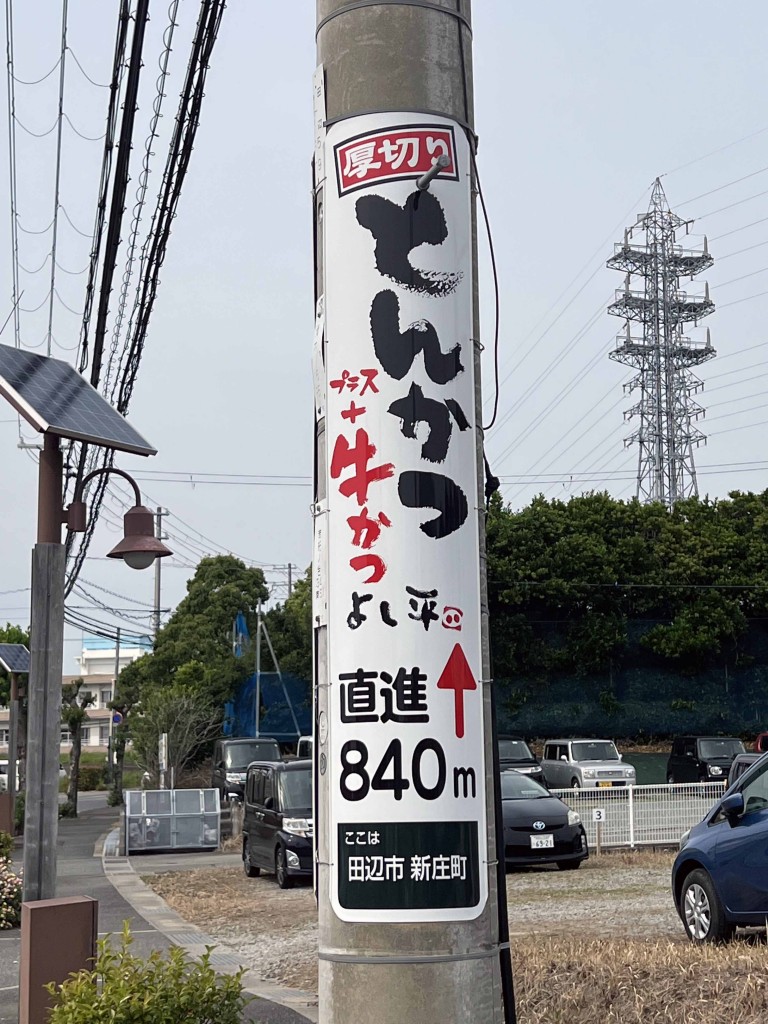 厚切り
とんかつ
プラス
+
牛かつ
よし平
直進
840m
ここは
田辺市 新庄町
3